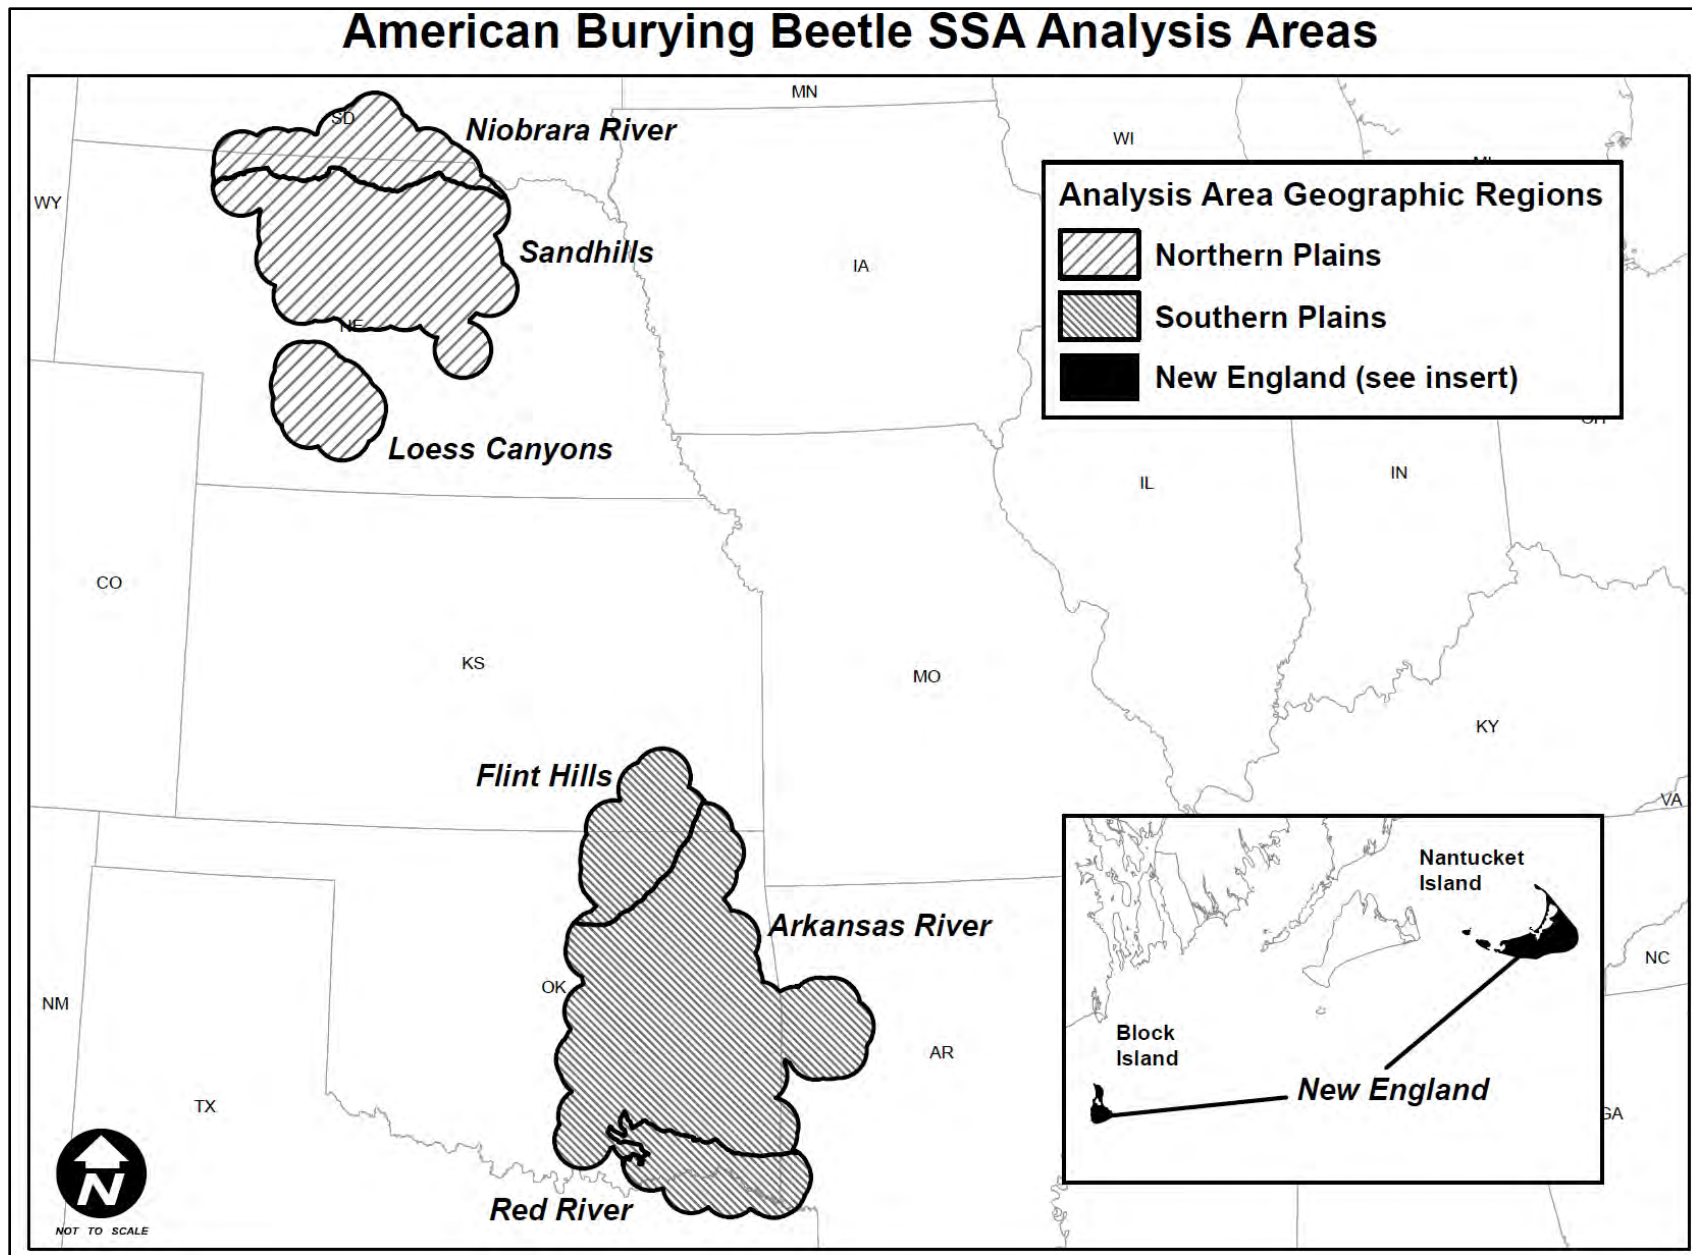 American Burying Beetle SSA Analysis Areas
MN
SD
Niobrara River
WI
WY
Sandhills
IA
NE
Loess Canyons
Analysis Area Geographic Regions
Northern Plains
Southern Plains
New England (see insert)
IL
IN
CO
KS
MO
KY
Flint Hills
VA
Arkansas River
OK
NM
AR
NC
TX
Red River
Nantucket
Island
Block
Island
New England
GA
N
NOT TO SCALE